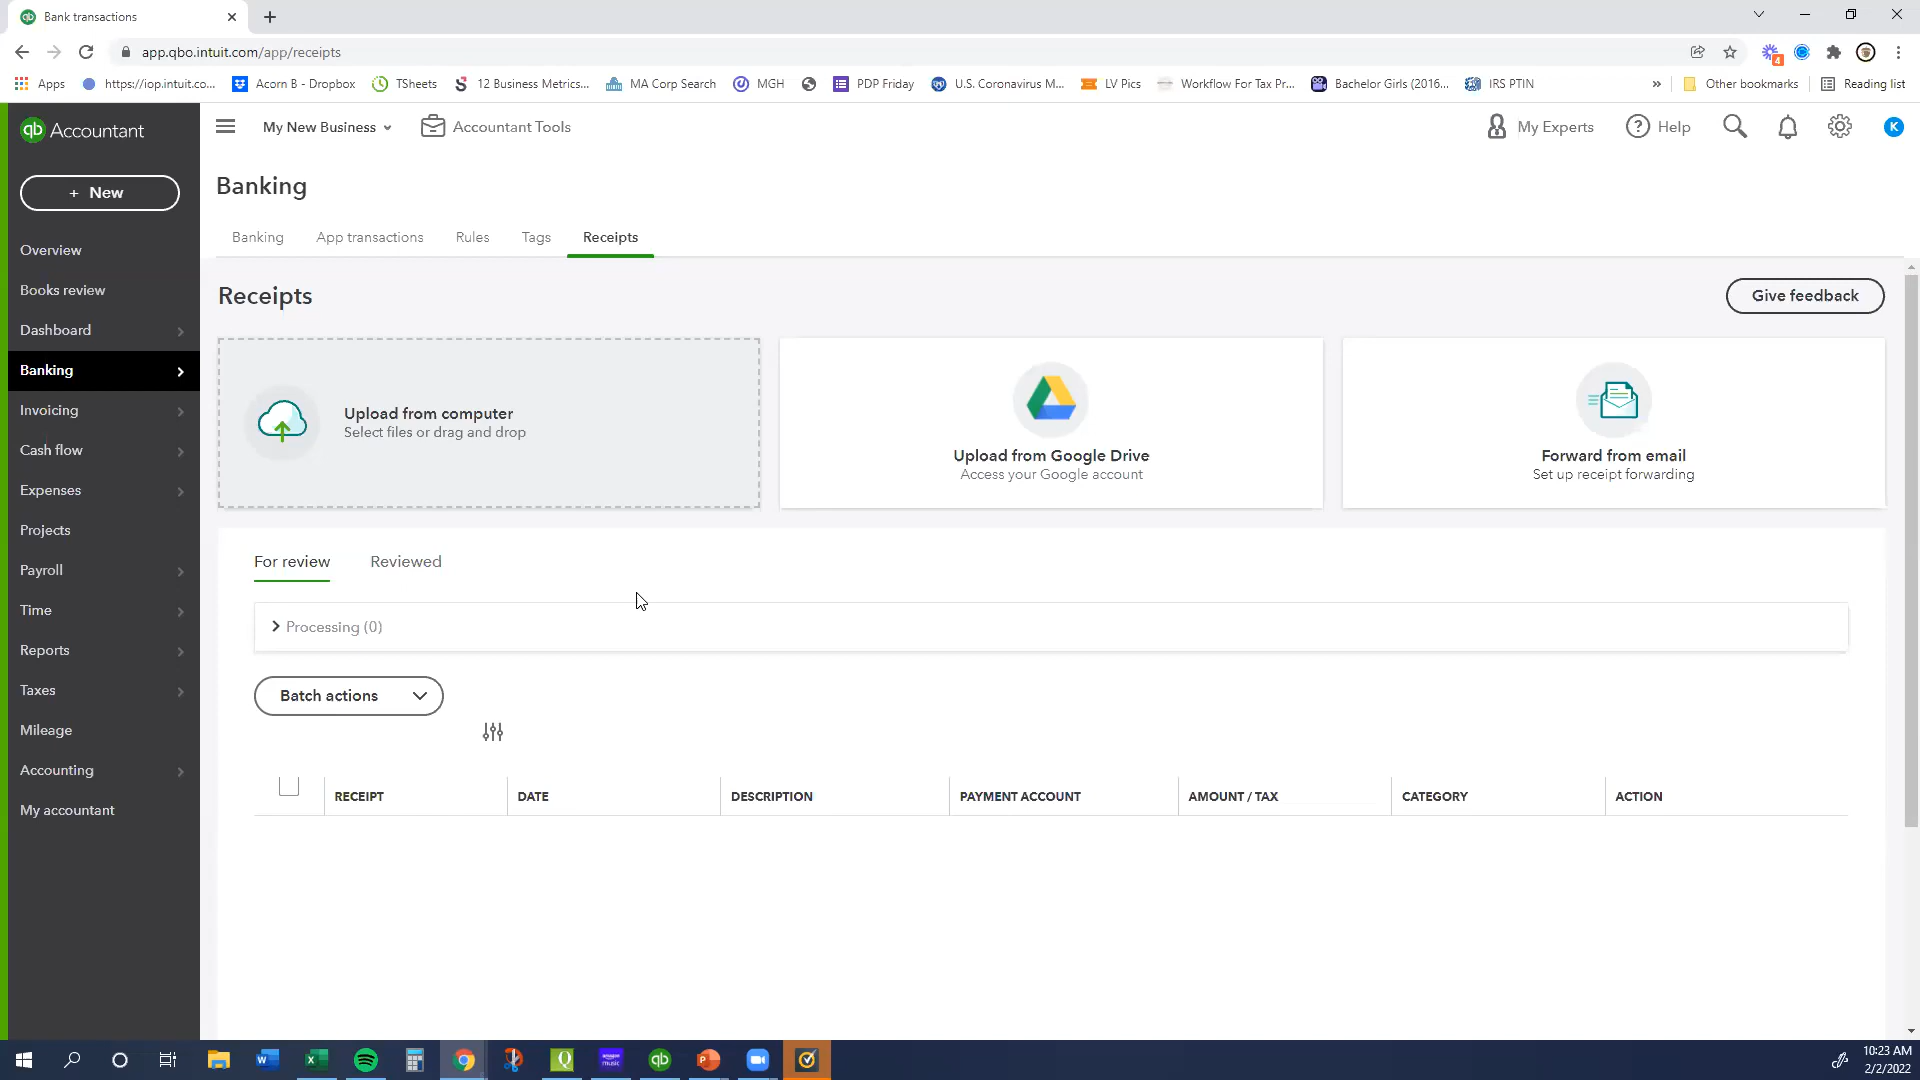 Bank transactions
app.qbo.intuit.com/app/receipts
Apps https://iop.intuit.co... Acorn B - Dropbox TSheets 12 Business Metrics... MA Corp Search MGH PDP Friday U.S. Coronavirus M... LV Pics Workflow For Tax Pr... Bachelor Girls (2016... IRS PTIN » Other bookmarks Reading list
4
qb Accountant
My New Business Accountant Tools My Experts Help K
+ New
Overview
Books review
Dashboard
Banking
Invoicing
Cash flow
Expenses
Projects
Payroll
Time
Reports
Taxes
Mileage
Accounting
My accountant
Banking
Banking App transactions Rules Tags Receipts
Receipts
Give feedback
Upload from computer
Select files or drag and drop
Upload from Google Drive
Access your Google account
Forward from email
Set up receipt forwarding
For review Reviewed
Processing (0)
Batch actions
RECEIPT DATE DESCRIPTION PAYMENT ACCOUNT AMOUNT / TAX CATEGORY ACTION
10:23 AM
2/2/2022